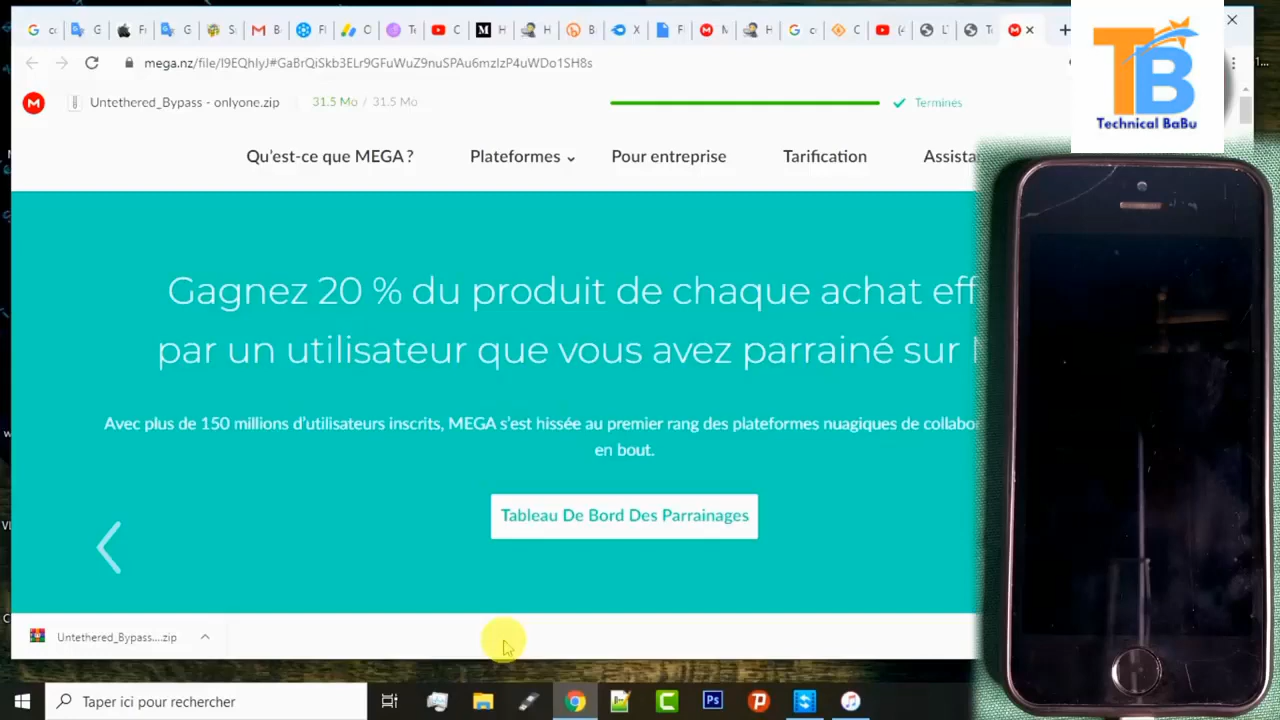 mega.nz/file/I9EQhIyJ#GaBrQiSkb3ELr9GFuWuZ9nuSPAu6mzIzP4uWDo1SH8s
Untethered_Bypass - onlyone.zip 31.5 Mo / 31.5 Mo Terminés
TB
Technical BaBu
Qu'est-ce que MEGA ? Plateformes Pour entreprise Tarification Assista
Gagnez 20 % du produit de chaque achat eff
par un utilisateur que vous avez parrainé sur
Avec plus de 150 millions d'utilisateurs inscrits, MEGA s'est hissée au premier rang des plateformes nuagiques de collabo
en bout.
Tableau De Bord Des Parrainages
Untethered_Bypass....zip
Taper ici pour rechercher